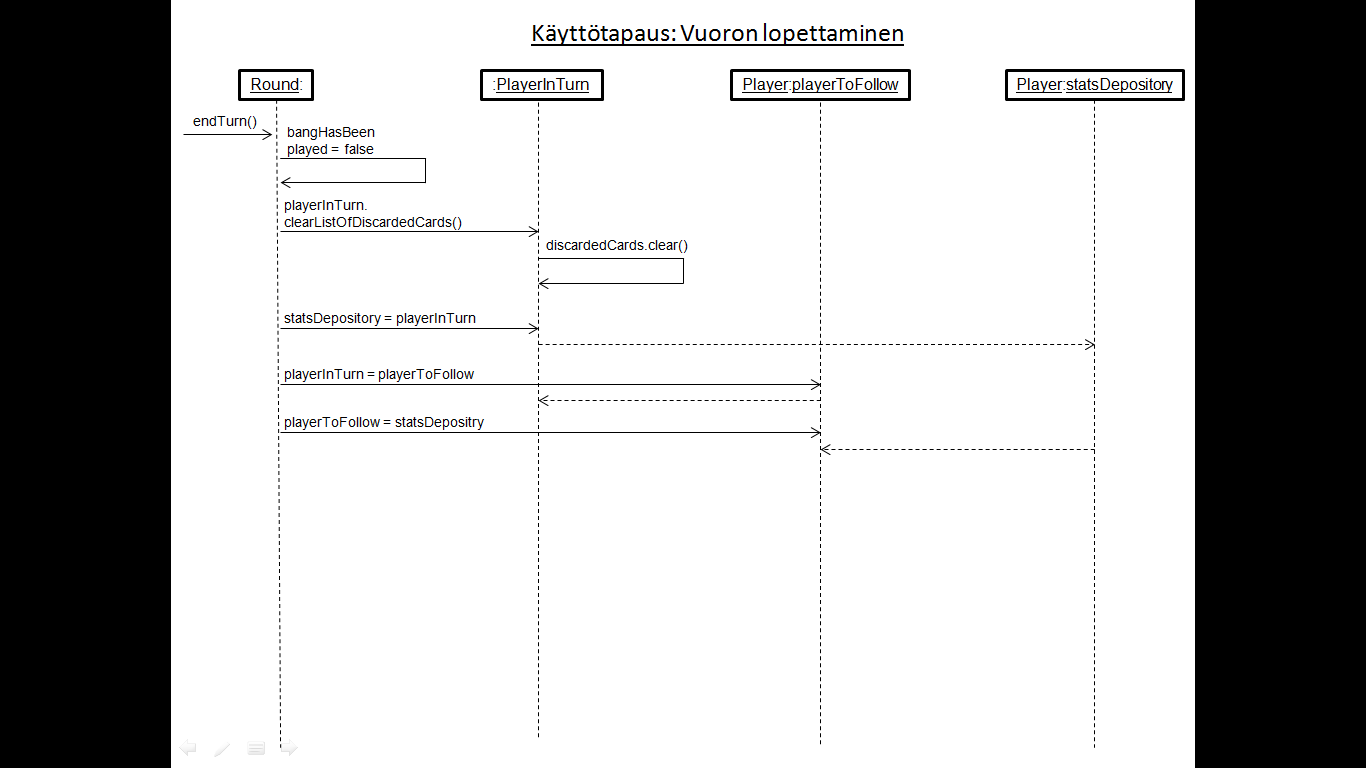 Käyttötapaus: Vuoron lopettaminen
Round:
:PlayerInTurn
Player:playerToFollow
Player:statsDepository
endTurn()
bangHasBeen
played = false
playerInTurn.
clearListOfDiscardedCards()
discardedCards.clear()
statsDepository = playerInTurn
playerInTurn = playerToFollow
playerToFollow = statsDepositry